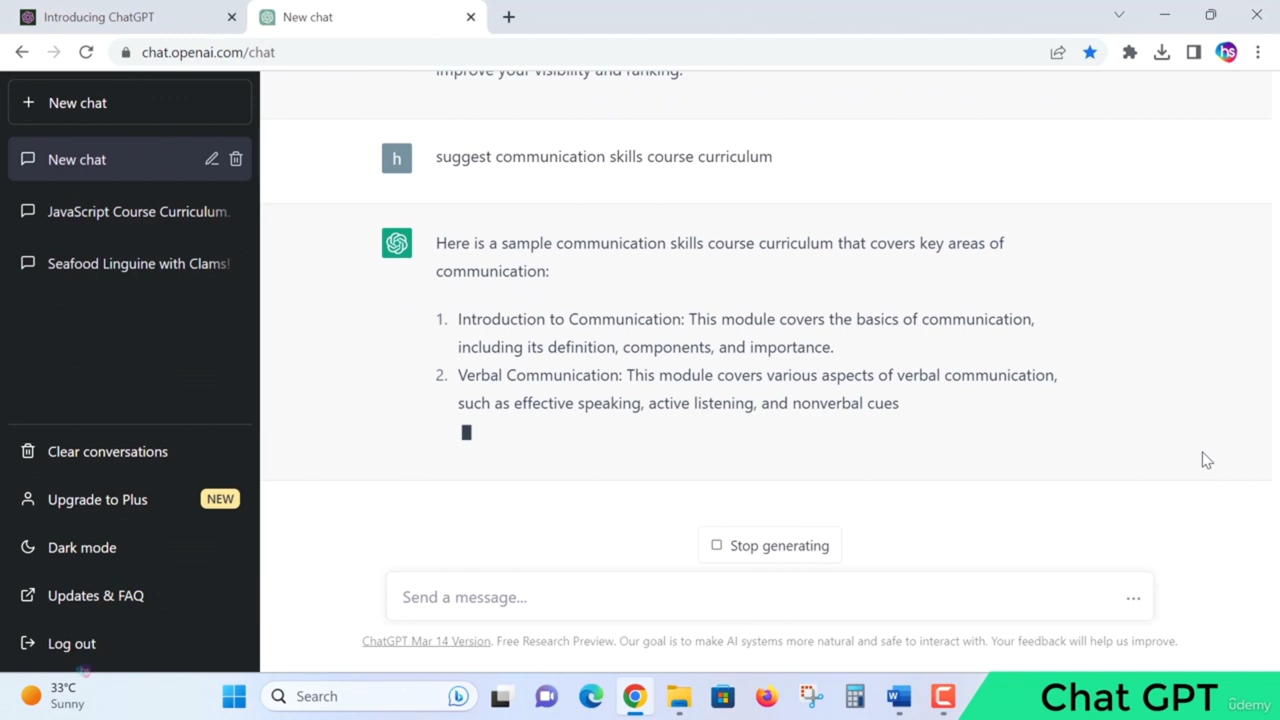 Introducing ChatGPT
New chat
chat.openai.com/chat
hs
New chat
New chat
JavaScript Course Curriculum.
Seafood Linguine with Clams!
Clear conversations
Upgrade to Plus NEW
Dark mode
Updates & FAQ
Log out
improve your visibility and ranking.
h
suggest communication skills course curriculum
Here is a sample communication skills course curriculum that covers key areas of
communication:
1. Introduction to Communication: This module covers the basics of communication,
including its definition, components, and importance.
2. Verbal Communication: This module covers various aspects of verbal communication,
such as effective speaking, active listening, and nonverbal cues
Stop generating
Send a message...
ChatGPT Mar 14 Version. Free Research Preview. Our goal is to make AI systems more natural and safe to interact with. Your feedback will help us improve.
33°C
Sunny
Search
Chat GPT
ûdemy